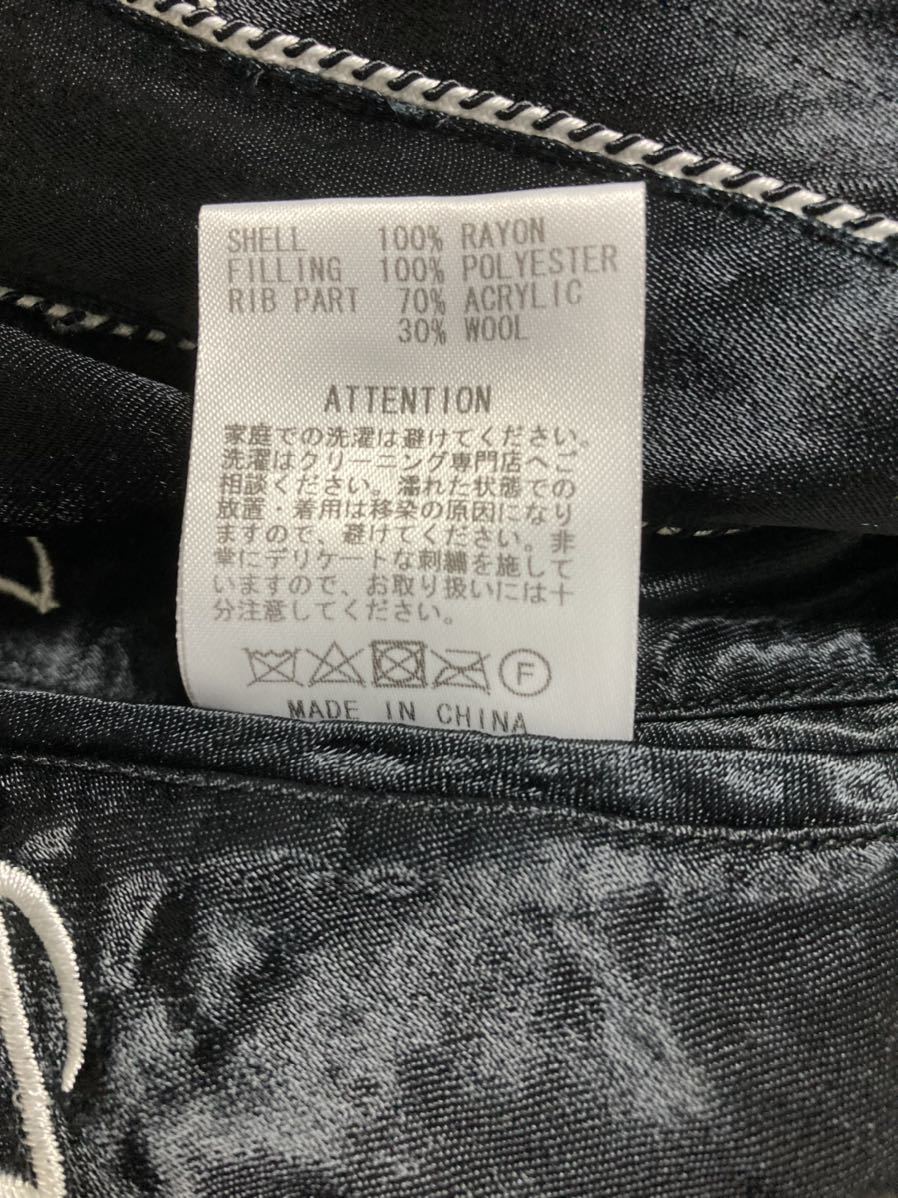 SHELL 100% RAYON
FILLING 100% POLYESTER
RIB PART 70% ACRYLIC
30% WOOL
ATTENTION
家庭での洗濯は避けてください。
洗濯はクリーニング専門店へご
相談ください。濡れた状態での
放置・着用は移染の原因になり
ますので、避けてください。非
常にデリケートな刺繍を施して
いますので、お取り扱いには十
分注意してください。
F
MADE IN CHINA